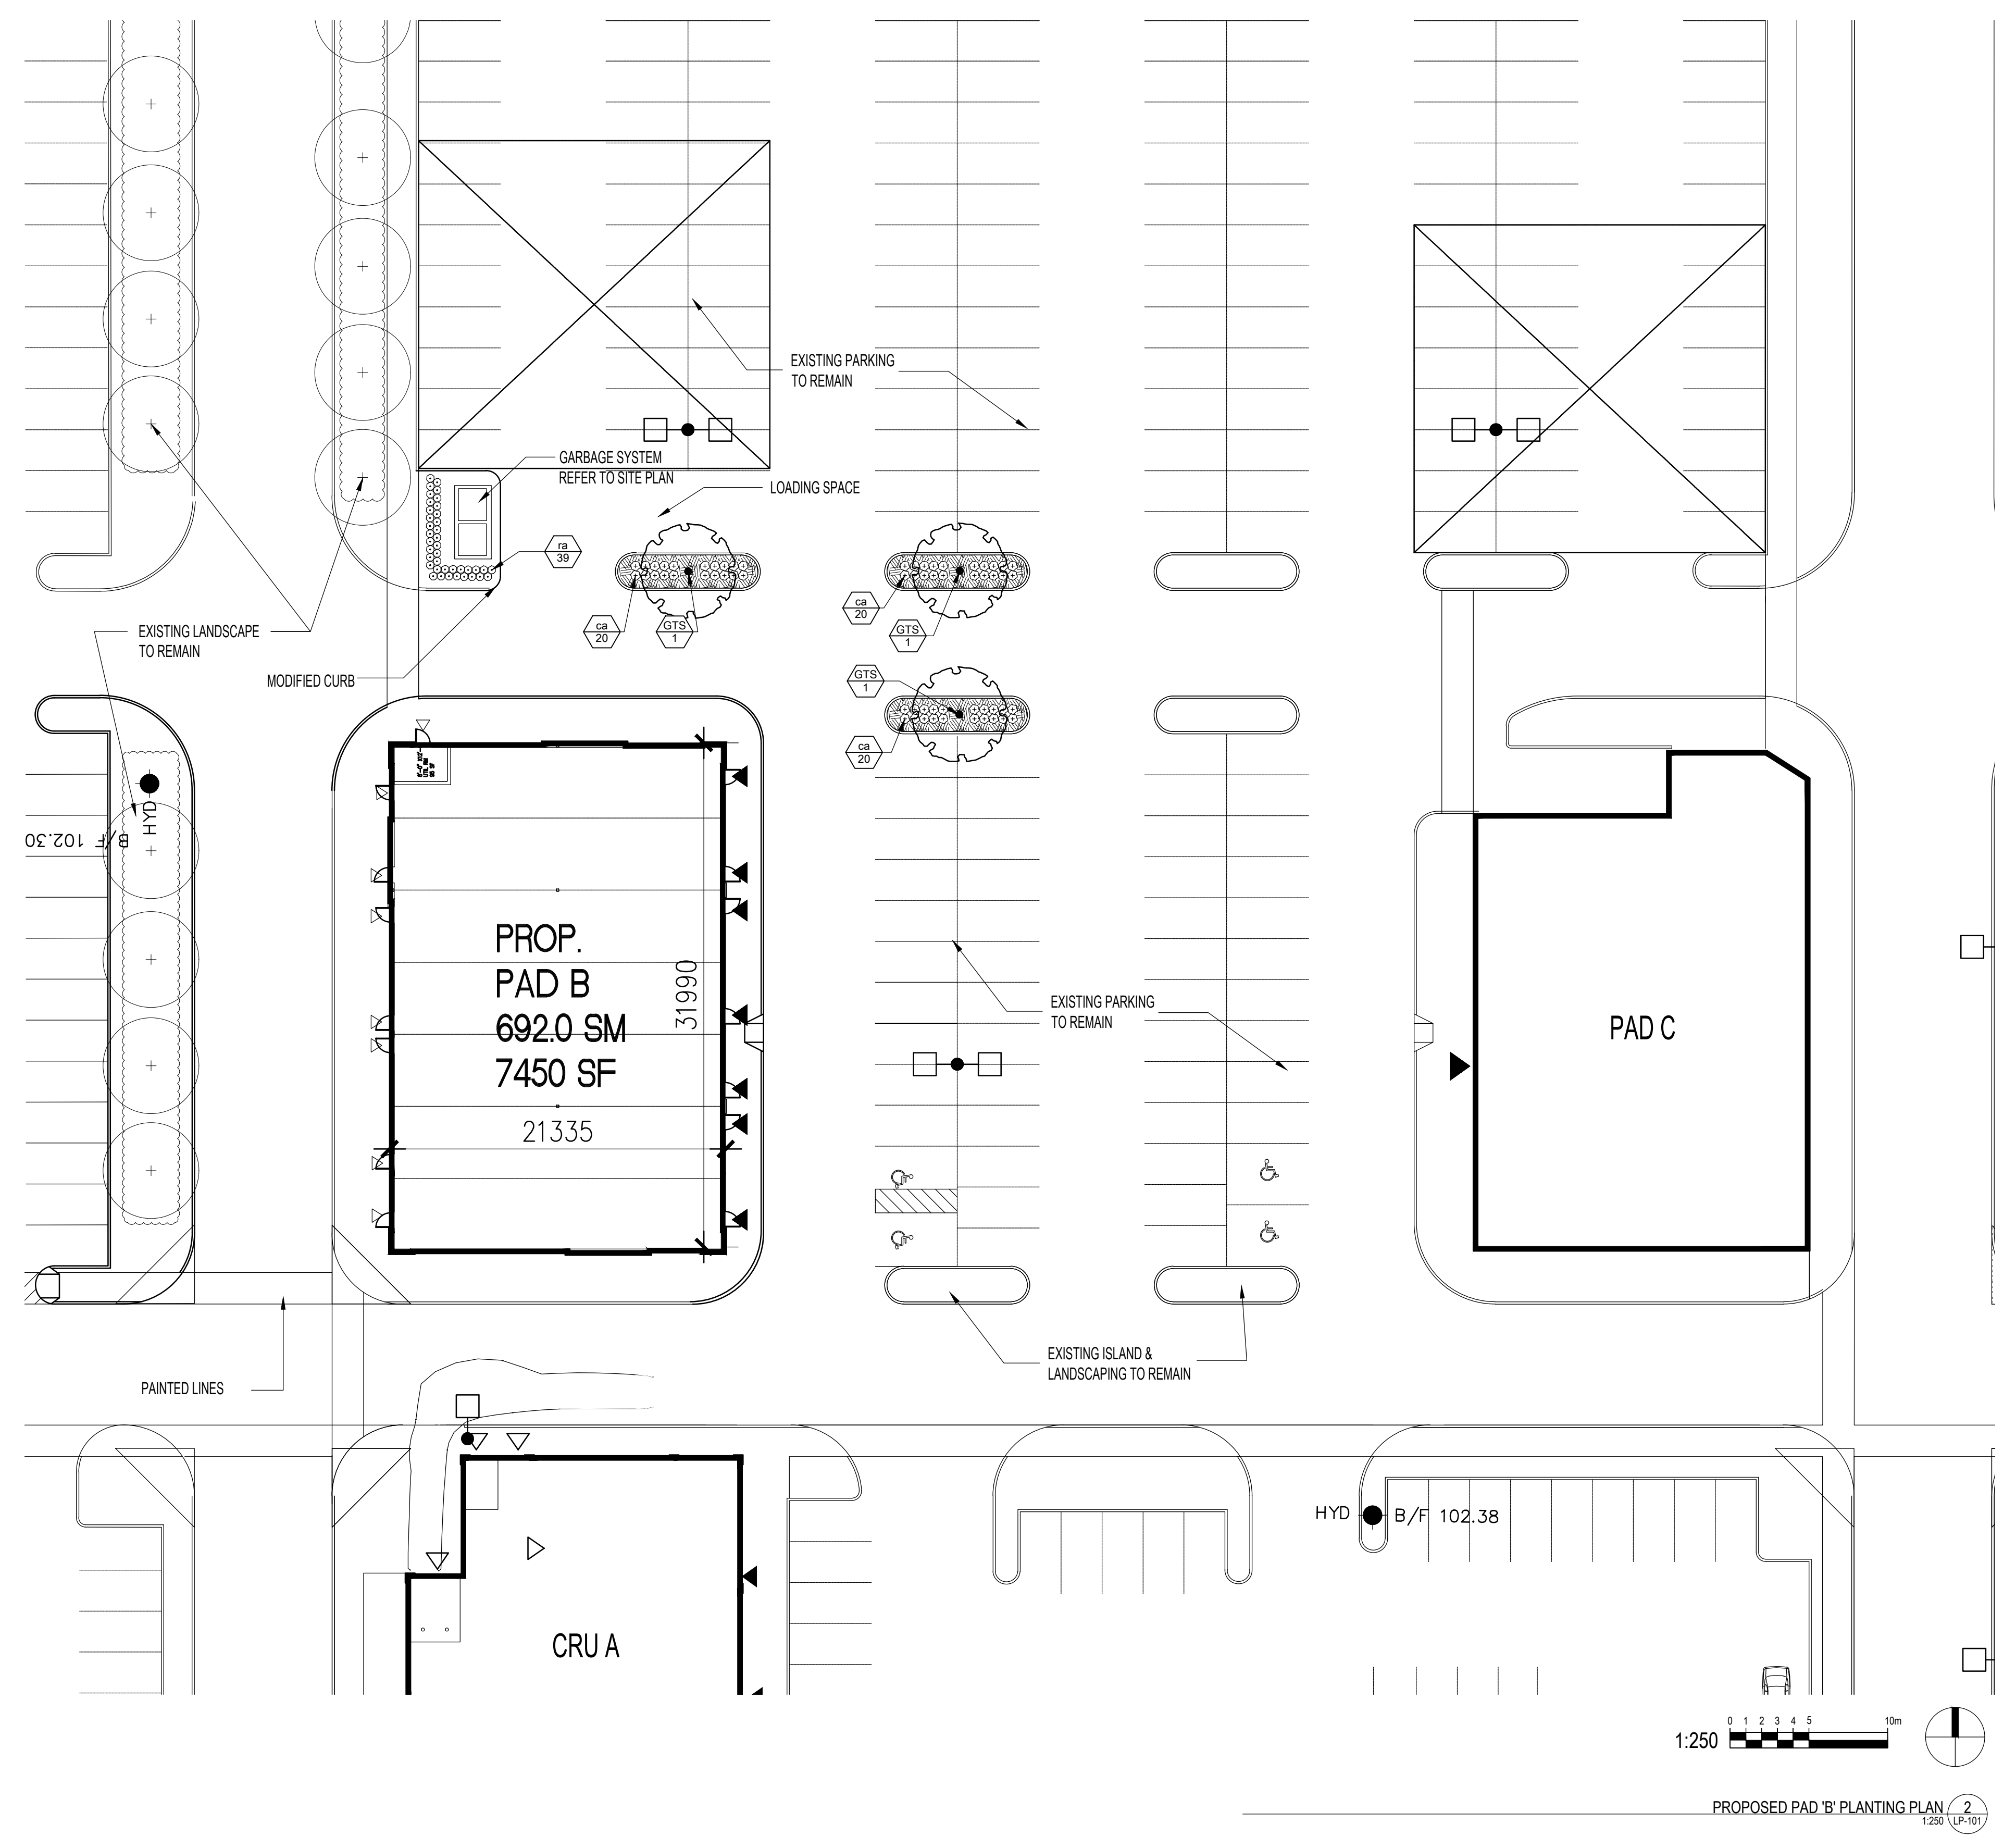 EXISTING PARKING
TO REMAIN
GARBAGE SYSTEM
REFER TO SITE PLAN
LOADING SPACE
ra
39
ca
20
GTS
1
ca
20
GTS
1
EXISTING LANDSCAPE
TO REMAIN
MODIFIED CURB
GTS
1
ca
20
HYD
B/F 102.30
PROP.
PAD B
692.0 SM
7450 SF
31990
21335
EXISTING PARKING
TO REMAIN
PAD C
EXISTING ISLAND &
LANDSCAPING TO REMAIN
PAINTED LINES
HYD
B/F 102.38
CRU A
0 1 2 3 4 5 10m
1:250
PROPOSED PAD 'B' PLANTING PLAN
1:250
2
LP-101